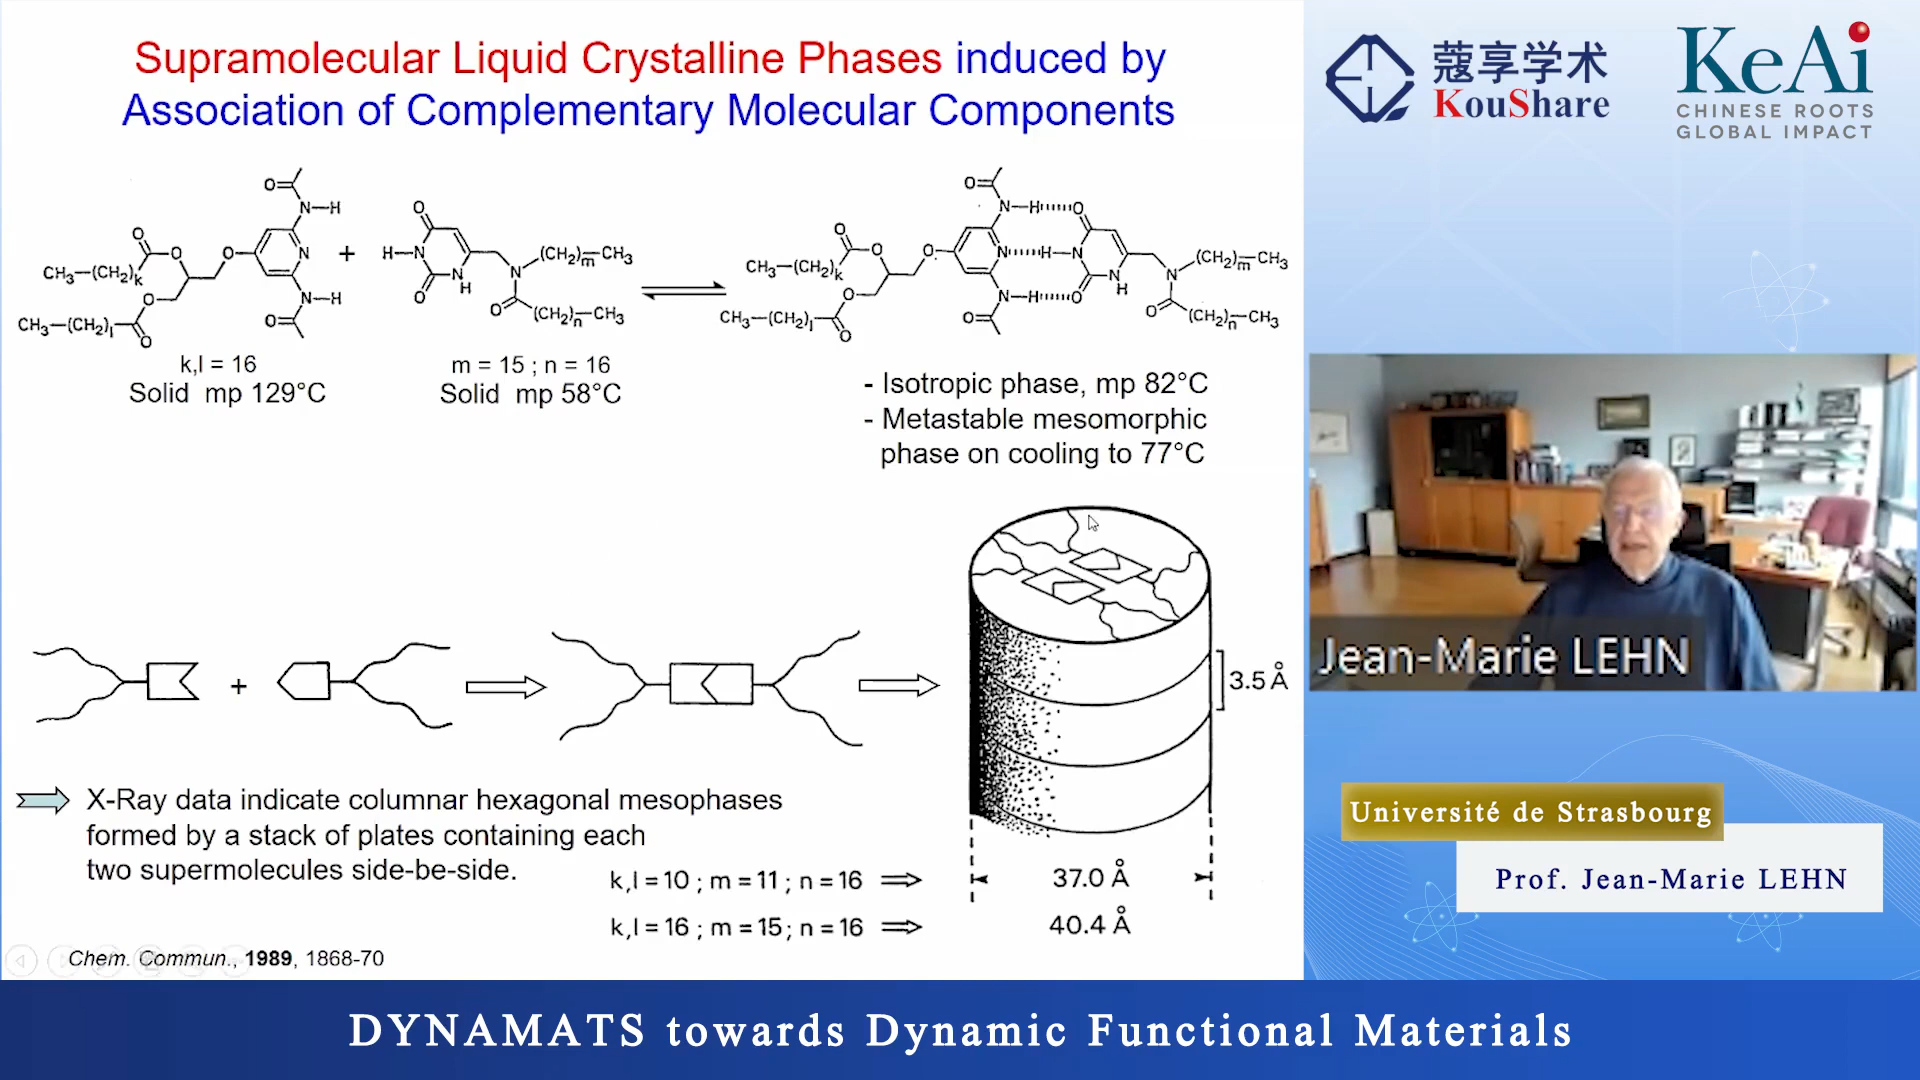 Supramolecular Liquid Crystalline Phases induced by
Association of Complementary Molecular Components
蔻享学术
KouShare
KeAi
CHINESE ROOTS
GLOBAL IMPACT
CH₃—(CH₂)k
CH₃—(CH₂)l
O
O
O
O
O
O
N—H
N
N—H
O
+
O
H—N
O
N
H
N
O
(CH₂)m—CH₃
(CH₂)n—CH₃
CH₃—(CH₂)k
CH₃—(CH₂)l
O
O
O
O
O
O
N—H
O
N
H—N
N—H
O
O
N
H
N
O
(CH₂)m—CH₃
(CH₂)n—CH₃
k,l = 16
Solid mp 129°C
m = 15 ; n = 16
Solid mp 58°C
- Isotropic phase, mp 82°C
- Metastable mesomorphic
phase on cooling to 77°C
+
3.5 Å
X-Ray data indicate columnar hexagonal mesophases
formed by a stack of plates containing each
two supermolecules side-be-side.
k,l = 10 ; m = 11 ; n = 16
37.0 Å
k,l = 16 ; m = 15 ; n = 16
40.4 Å
Chem. Commun., 1989, 1868-70
Jean-Marie LEHN
Université de Strasbourg
Prof. Jean-Marie LEHN
DYNAMATS towards Dynamic Functional Materials